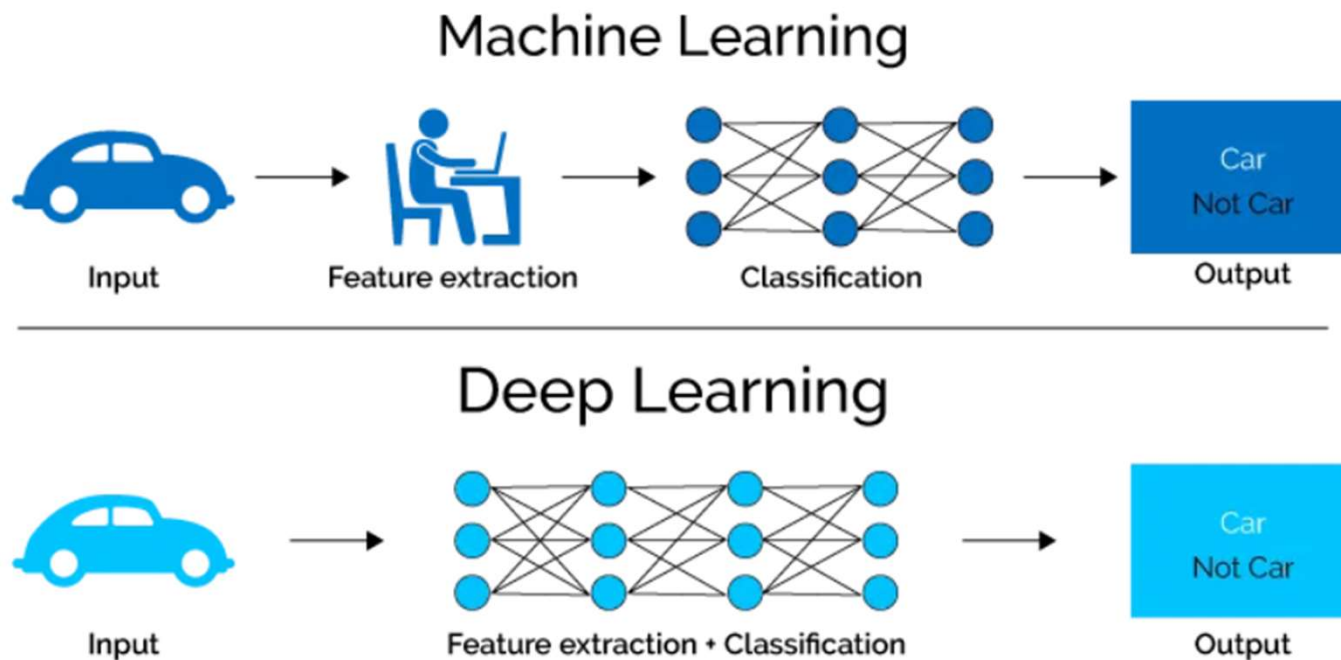 Machine Learning
Car
Not Car
Input
Feature extraction
Classification
Output
Deep Learning
Car
Not Car
Input
Feature extraction + Classification
Output